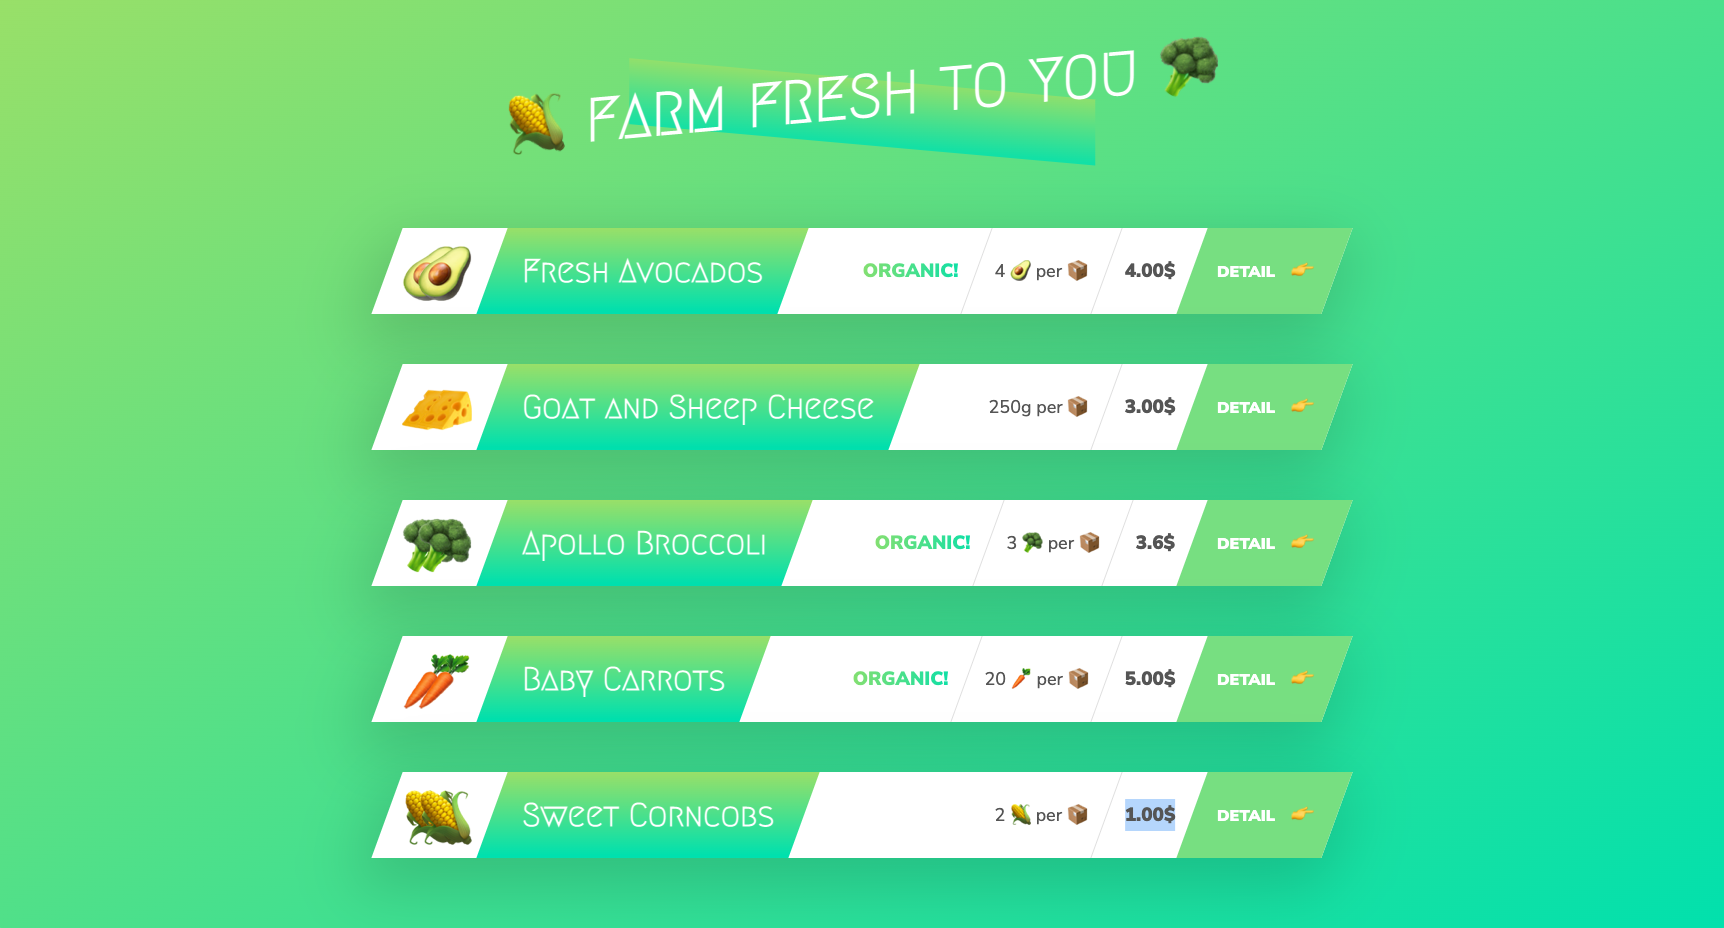 🌽 FARM FRESH TO YOU 🥦
Fresh Avocados ORGANIC! 4 🥑 per 📦 4.00$ DETAIL 👉
Goat and Sheep Cheese 250g per 📦 3.00$ DETAIL 👉
Apollo Broccoli ORGANIC! 3 🥦 per 📦 3.6$ DETAIL 👉
Baby Carrots ORGANIC! 20 🥕 per 📦 5.00$ DETAIL 👉
Sweet Corncobs 2 🌽 per 📦 1.00$ DETAIL 👉